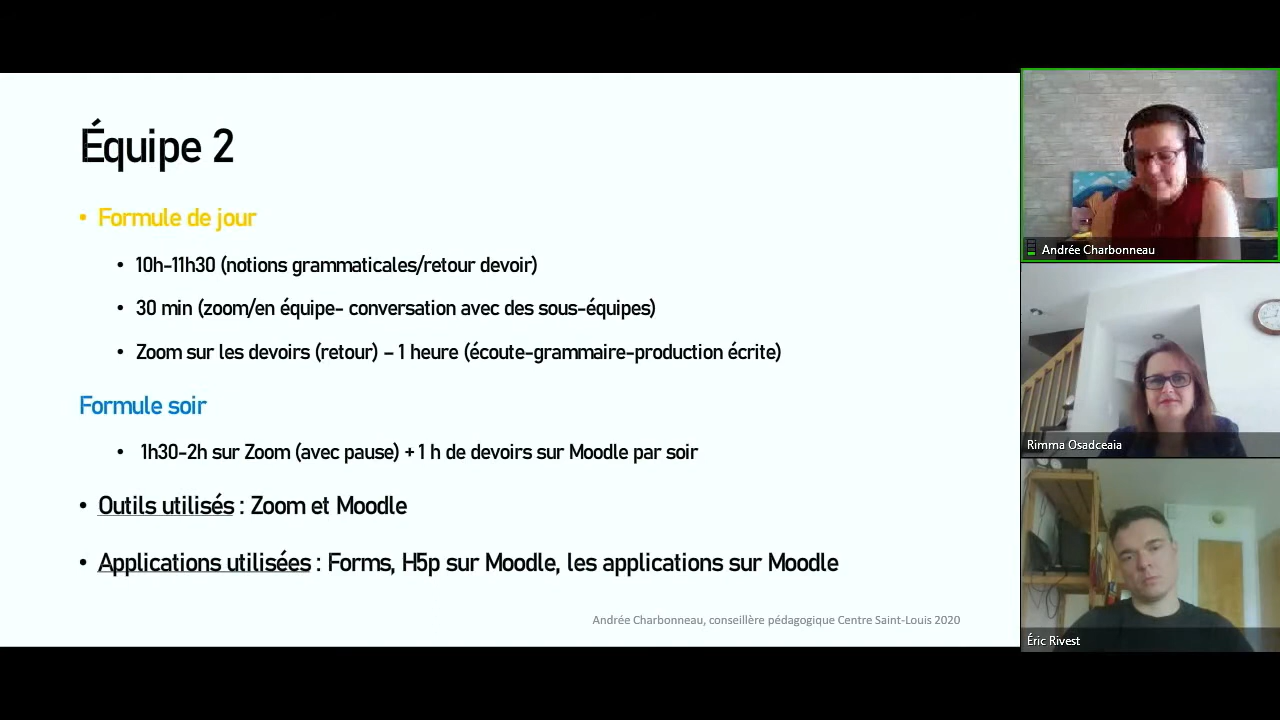 Équipe 2
• Formule de jour
• 10h-11h30 (notions grammaticales/retour devoir)
• 30 min (zoom/en équipe- conversation avec des sous-équipes)
• Zoom sur les devoirs (retour) – 1 heure (écoute-grammaire-production écrite)
Formule soir
• 1h30-2h sur Zoom (avec pause) + 1 h de devoirs sur Moodle par soir
• Outils utilisés : Zoom et Moodle
• Applications utilisées : Forms, H5p sur Moodle, les applications sur Moodle
Andrée Charbonneau, conseillère pédagogique Centre Saint-Louis 2020
Andrée Charbonneau
Rimma Osadceaia
Éric Rivest